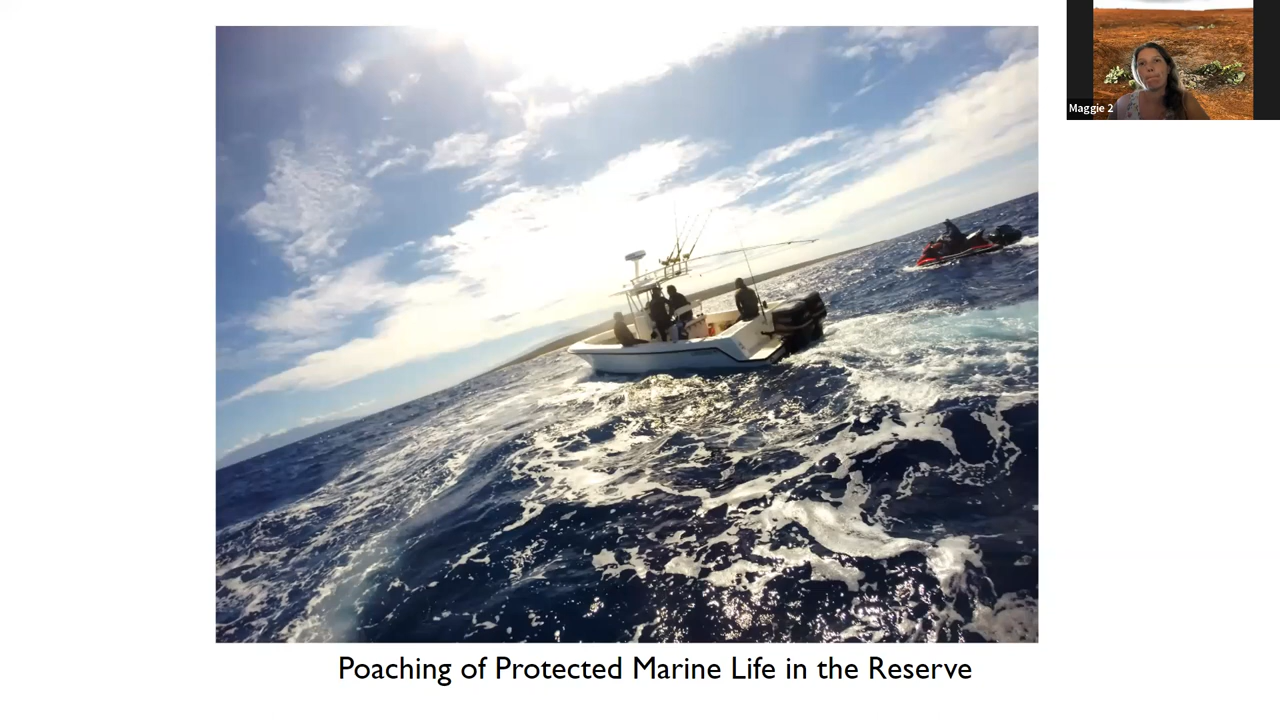 Maggie 2
Poaching of Protected Marine Life in the Reserve